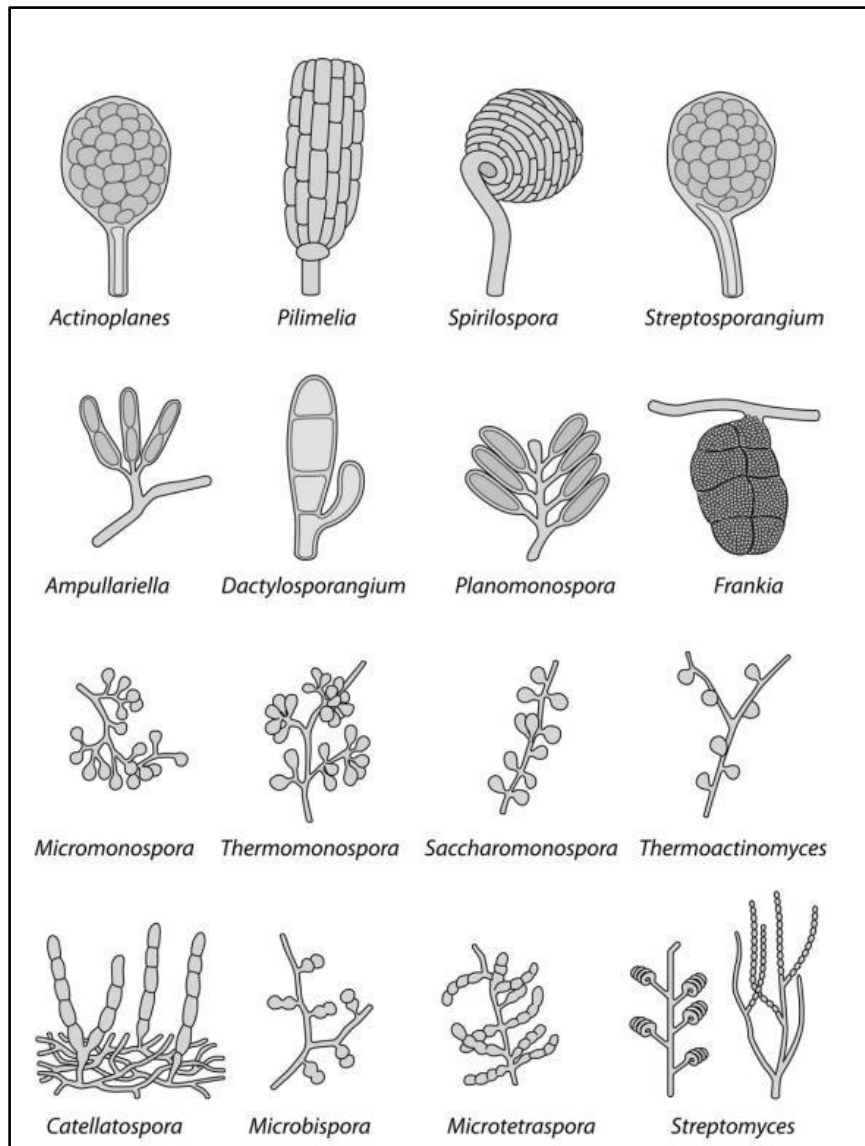 Actinoplanes
Pilimelia
Spirilospora
Streptosporangium
Ampullariella
Dactylosporangium
Planomonospora
Frankia
Micromonospora
Thermomonospora
Saccharomonospora
Thermoactinomyces
Catellatospora
Microbispora
Microtetraspora
Streptomyces